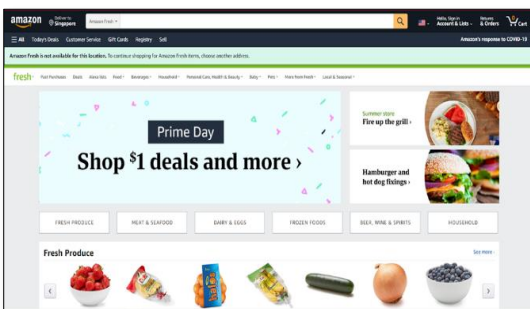 amazon
Deliver to
Singapore
Amazon Fresh
Hello, Sign in
Account & Lists
Returns
& Orders
0
Cart
All Today's Deals Customer Service Gift Cards Registry Sell
Amazon's response to COVID-19
Amazon Fresh is not available for this location. To continue shopping for Amazon Fresh items, choose another address.
fresh Past Purchases Deals Alexa lists Food Beverages Household Personal Care, Health & Beauty Baby Pets More from Fresh Local & Seasonal
Prime Day
Shop $1 deals and more ›
Summer store
Fire up the grill ›
Hamburger and
hot dog fixings ›
FRESH PRODUCE MEAT & SEAFOOD DAIRY & EGGS FROZEN FOODS BEER, WINE & SPIRITS HOUSEHOLD
Fresh Produce
See more
halos